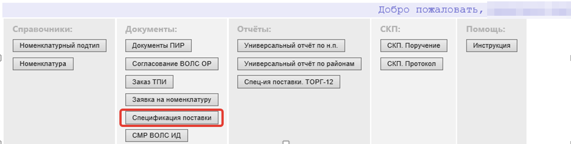 Добро пожаловать,
Справочники:
Номенклатурный подтип
Номенклатура
Документы:
Документы ПИР
Согласование ВОЛС ОР
Заказ ТПИ
Заявка на номенклатуру
Спецификация поставки
СМР ВОЛС ИД
Отчёты:
Универсальный отчёт по н.п.
Универсальный отчёт по районам
Спец-ия поставки. ТОРГ-12
СКП:
СКП. Поручение
СКП. Протокол
Помощь:
Инструкция